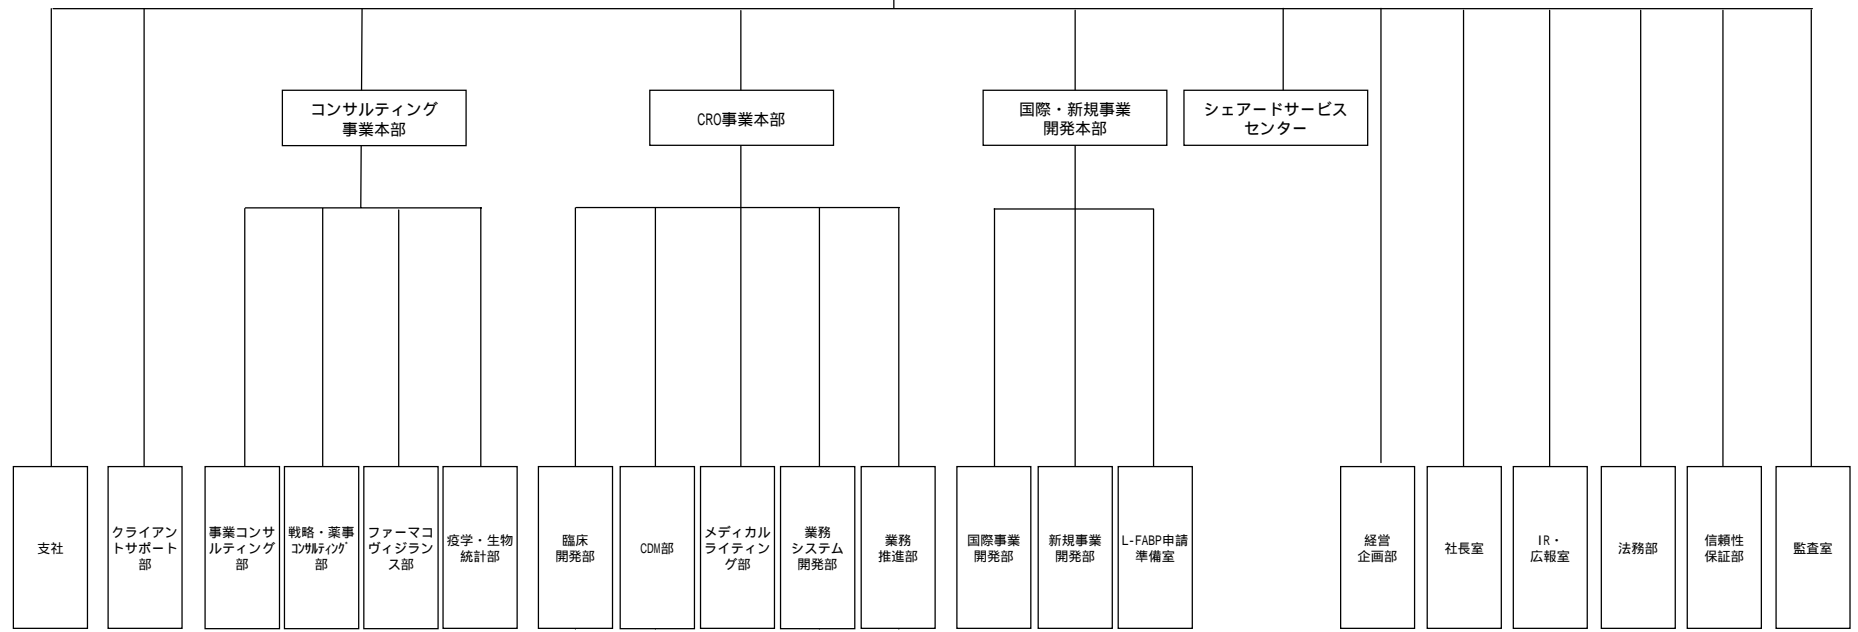 コンサルティング
事業本部
CRO事業本部
国際・新規事業
開発本部
シェアードサービス
センター
支社
クライアン
トサポート
部
事業コンサ
ルティング
部
戦略・薬事
ｺﾝｻﾙﾃｨﾝｸﾞ
部
ファーマコ
ヴィジラン
ス部
疫学・生物
統計部
臨床
開発部
CDM部
メディカル
ライティン
グ部
業務
システム
開発部
業務
推進部
国際事業
開発部
新規事業
開発部
L-FABP申請
準備室
経営
企画部
社長室
IR・
広報室
法務部
信頼性
保証部
監査室